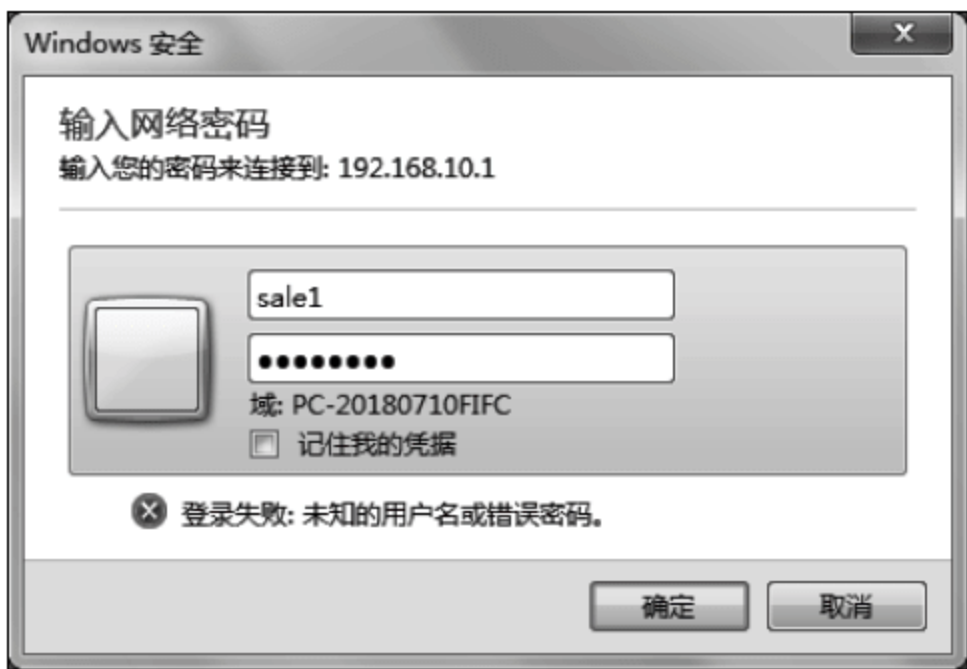 Windows 安全
输入网络密码
输入您的密码来连接到: 192.168.10.1
sale1
●●●●●●●●
域: PC-20180710FIFC
记住我的凭据
登录失败: 未知的用户名或错误密码。
确定
取消